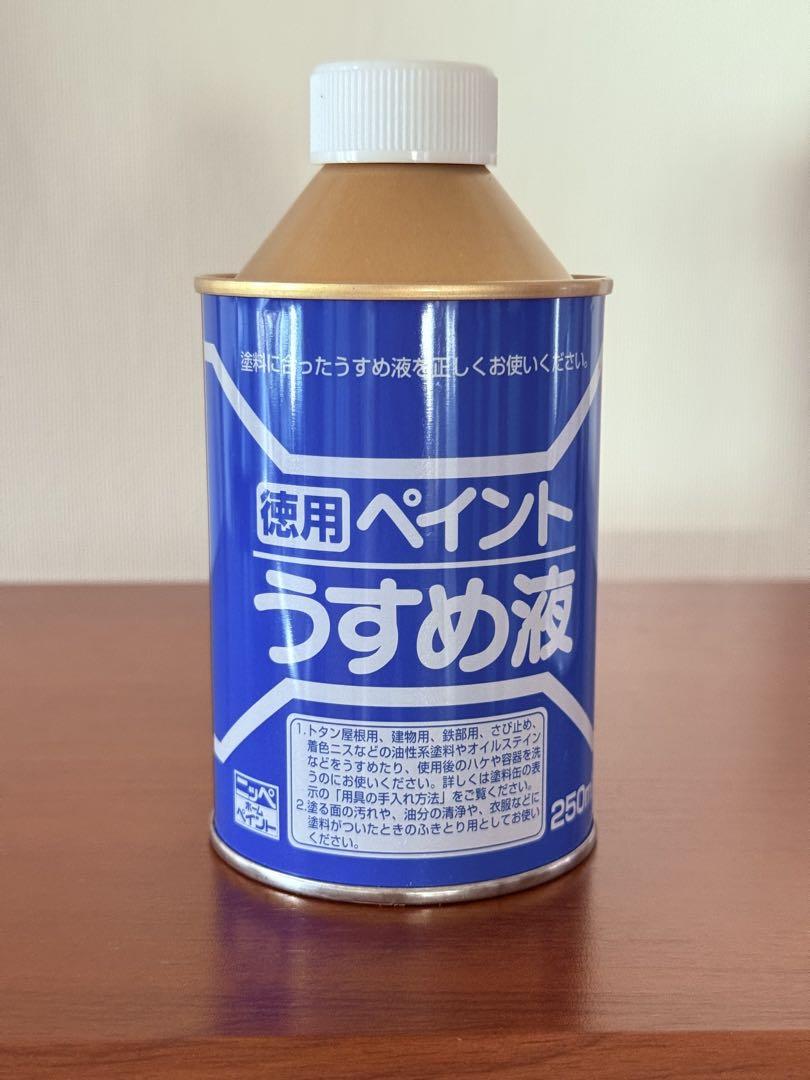 塗料に合ったうすめ液を正しくお使いください。
徳用 ペイント
うすめ液
1.トタン屋根用、建物用、鉄部用、さび止め、
着色ニスなどの油性系塗料やオイルステイン
などをうすめたり、使用後のハケや容器を洗
うのにお使いください。詳しくは塗料缶の表
示の「用具の手入れ方法」をご覧ください。
2.塗る面の汚れや、油分の清浄や、衣服などに
塗料がついたときのふきとり用としてお使い
ください。
ニッペ
ホーム
ペイント
250m